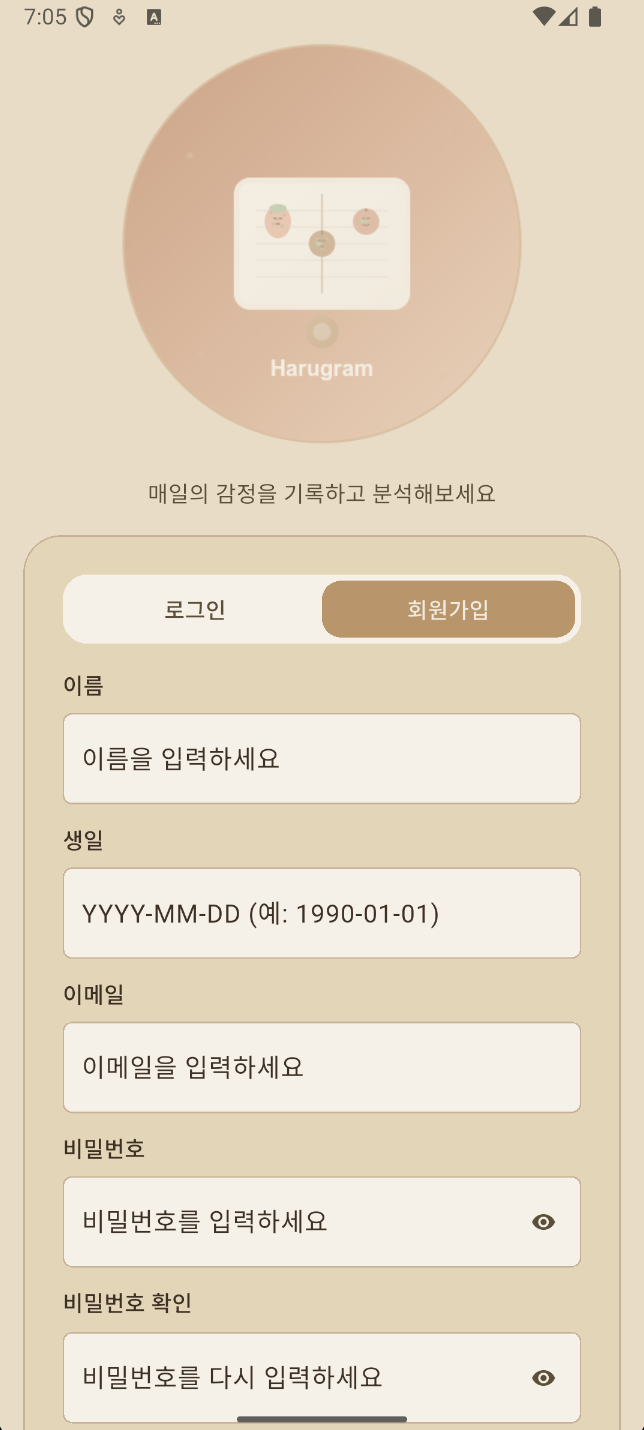 7:05
A
Harugram
매일의 감정을 기록하고 분석해보세요
로그인 회원가입
이름
이름을 입력하세요
생일
YYYY-MM-DD (예: 1990-01-01)
이메일
이메일을 입력하세요
비밀번호
비밀번호를 입력하세요
비밀번호 확인
비밀번호를 다시 입력하세요